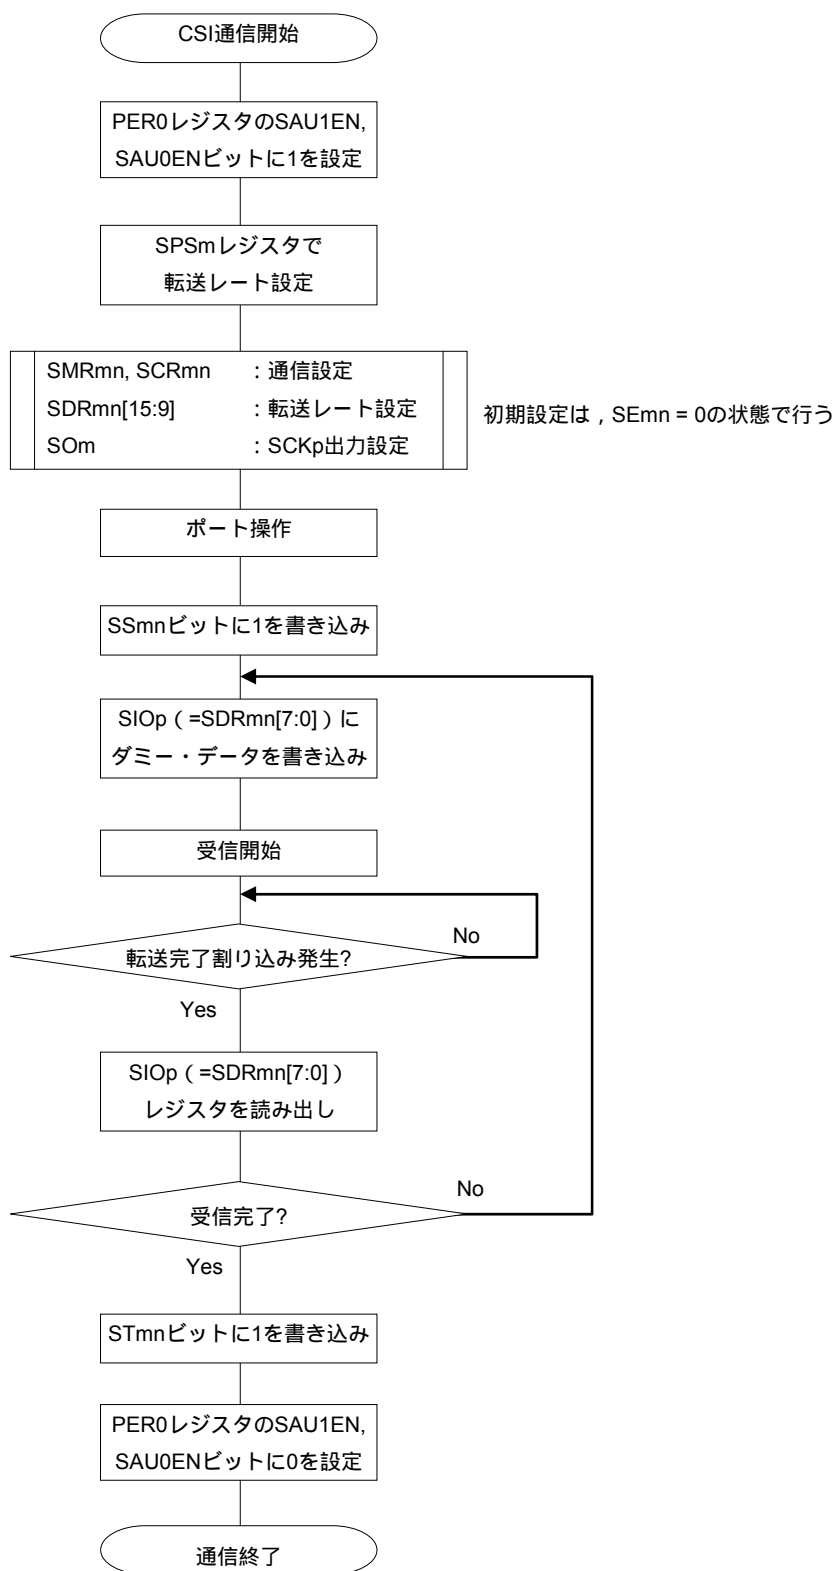 CSI通信開始
PER0レジスタのSAU1EN,
SAU0ENビットに1を設定
SPSmレジスタで
転送レート設定
SMRmn, SCRmn :通信設定
SDRmn[15:9] :転送レート設定
SOm :SCKp出力設定
初期設定は,SEmn = 0の状態で行う
ポート操作
SSmnビットに1を書き込み
SIOp(=SDRmn[7:0])に
ダミー・データを書き込み
受信開始
No
転送完了割り込み発生?
Yes
SIOp(=SDRmn[7:0])
レジスタを読み出し
No
受信完了?
Yes
STmnビットに1を書き込み
PER0レジスタのSAU1EN,
SAU0ENビットに0を設定
通信終了